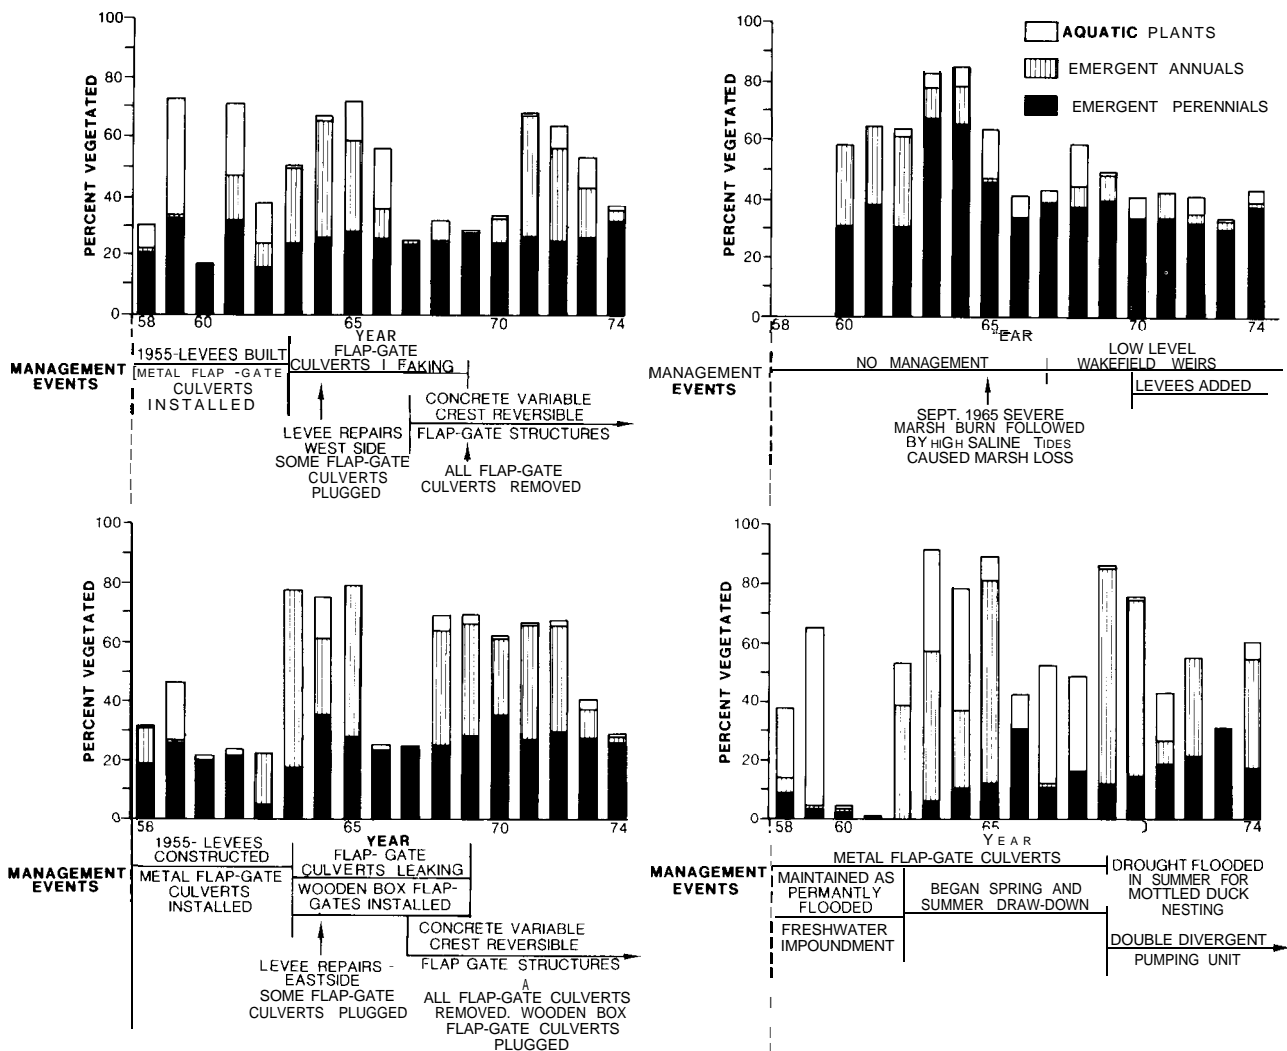 100
80
60
40
20
0
PERCENT VEGETATED
58
60
65
70
74
YEAR
MANAGEMENT
EVENTS
1955-LEVEES BUILT
METAL FLAP -GATE
CULVERTS
INSTALLED
FLAP-GATE
CULVERTS I FAKING
LEVEE REPAIRS
WEST SIDE
SOME FLAP-GATE
CULVERTS
PLUGGED
CONCRETE VARIABLE
CREST REVERSIBLE
FLAP-GATE STRUCTURES
ALL FLAP-GATE
CULVERTS REMOVED
AQUATIC PLANTS
EMERGENT ANNUALS
EMERGENT PERENNIALS
100
80
60
40
20
0
PERCENT VEGETATED
58
60
65
70
74
EAR
MANAGEMENT
EVENTS
NO MANAGEMENT
LOW LEVEL
WAKEFIELD WEIRS
LEVEES ADDED
SEPT. 1965 SEVERE
MARSH BURN FOLLOWED
BY HIGH SALINE TIDES
CAUSED MARSH LOSS
100
80
60
40
20
0
PERCENT VEGETATED
58
65
70
74
YEAR
MANAGEMENT
EVENTS
1955- LEVEES
CONSTRUCTED
METAL FLAP-GATE
CULVERTS
INSTALLED
FLAP- GATE
CULVERTS LEAKING
WOODEN BOX FLAP-
GATES INSTALLED
LEVEE REPAIRS -
EASTSIDE
SOME FLAP-GATE
CULVERTS PLUGGED
CONCRETE VARIABLE
CREST REVERSIBLE
FLAP GATE STRUCTURES
ALL FLAP-GATE CULVERTS
REMOVED. WOODEN BOX
FLAP-GATE CULVERTS
PLUGGED
100
80
60
40
20
0
PERCENT VEGETATED
58
60
65
74
YEAR
MANAGEMENT
EVENTS
METAL FLAP-GATE CULVERTS
MAINTAINED AS
PERMANTLY
FLOODED
FRESHWATER
IMPOUNDMENT
BEGAN SPRING AND
SUMMER DRAW-DOWN
DROUGHT FLOODED
IN SUMMER FOR
MOTTLED DUCK
NESTING
DOUBLE DIVERGENT
PUMPING UNIT